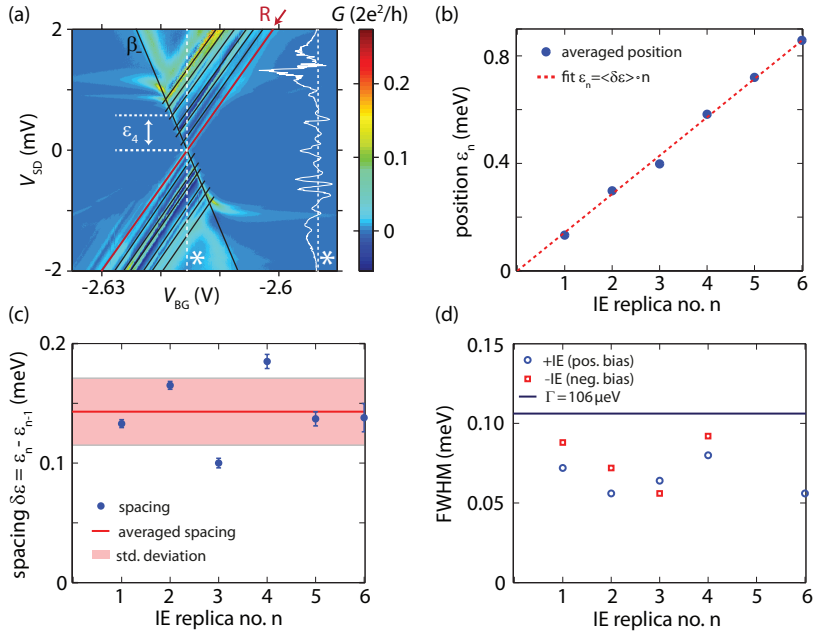 (a)
R
G (2e²/h)
β_
ε₄
2
0
-2
V_SD (mV)
-2.63
-2.6
V_BG (V)
*
*
0.2
0.1
0
(b)
0.8
0.4
0
position ε_n (meV)
averaged position
fit ε_n=<δε>∘n
1 2 3 4 5 6
IE replica no. n
(c)
0.2
0.1
0
spacing δε = ε_n - ε_n-1 (meV)
spacing
averaged spacing
std. deviation
1 2 3 4 5 6
IE replica no. n
(d)
0.15
0.10
0.05
0
FWHM (meV)
+IE (pos. bias)
-IE (neg. bias)
Γ = 106 μeV
1 2 3 4 5 6
IE replica no. n